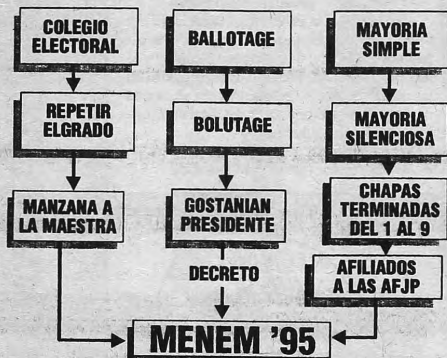 COLEGIO
ELECTORAL
REPETIR
ELGRADO
MANZANA A
LA MAESTRA
BALLOTAGE
BOLUTAGE
GOSTANIAN
PRESIDENTE
DECRETO
MAYORIA
SIMPLE
MAYORIA
SILENCIOSA
CHAPAS
TERMINADAS
DEL 1 AL 9
AFILIADOS
A LAS AFJP
MENEM '95